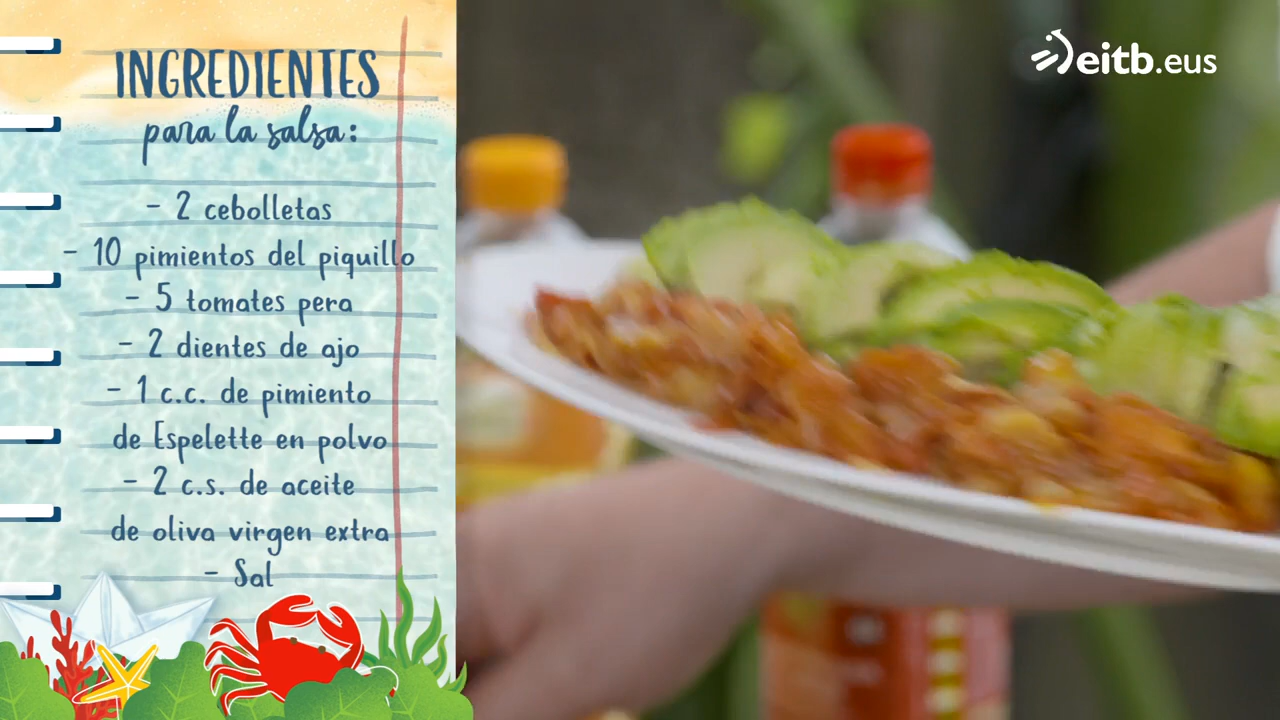 INGREDIENTES
para la salsa:
- 2 cebolletas
- 10 pimientos del piquillo
- 5 tomates pera
- 2 dientes de ajo
- 1 c.c. de pimiento
de Espelette en polvo
- 2 c.s. de aceite
de oliva virgen extra
- Sal
eitb.eus